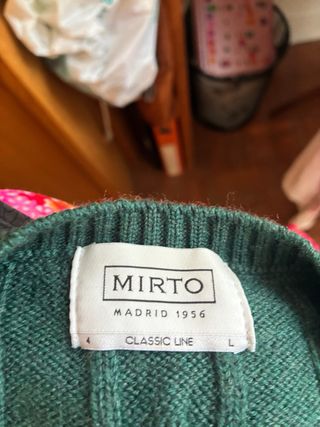 MIRTO
MADRID 1956
4 CLASSIC LINE L